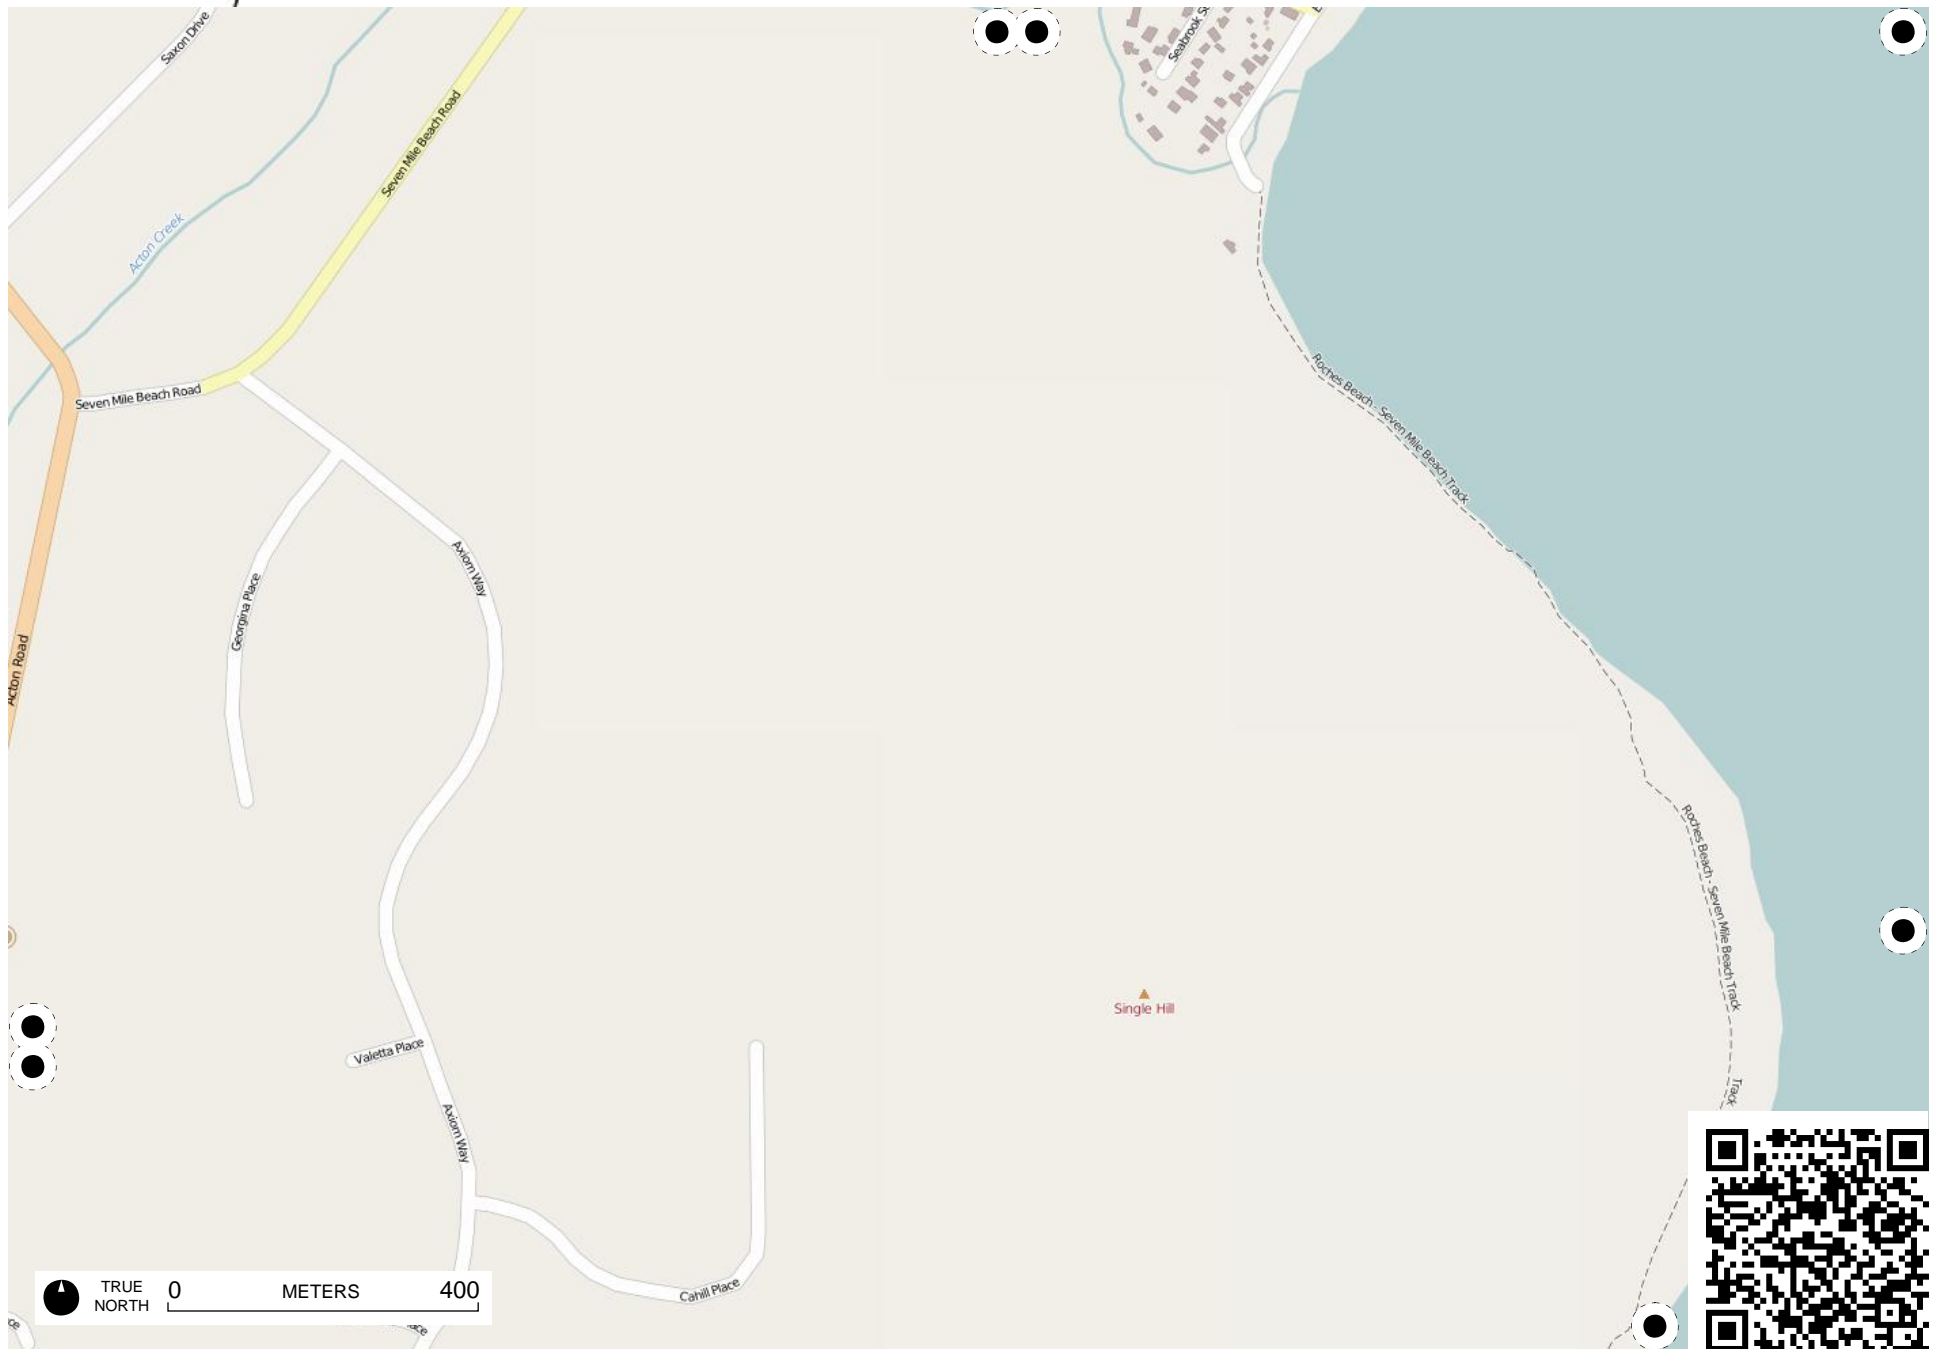 Saxon Drive
Seabrook
Seven Mile Beach Road
Acton Creek
Seven Mile Beach Road
Roches Beach - Seven Mile Beach Track
Axiom Way
Georgina Place
Acton Road
Roches Beach - Seven Mile Beach Track
Single Hill
Valetta Place
Track
Axiom Way
TRUE
NORTH
0 METERS 400
Cahill Place